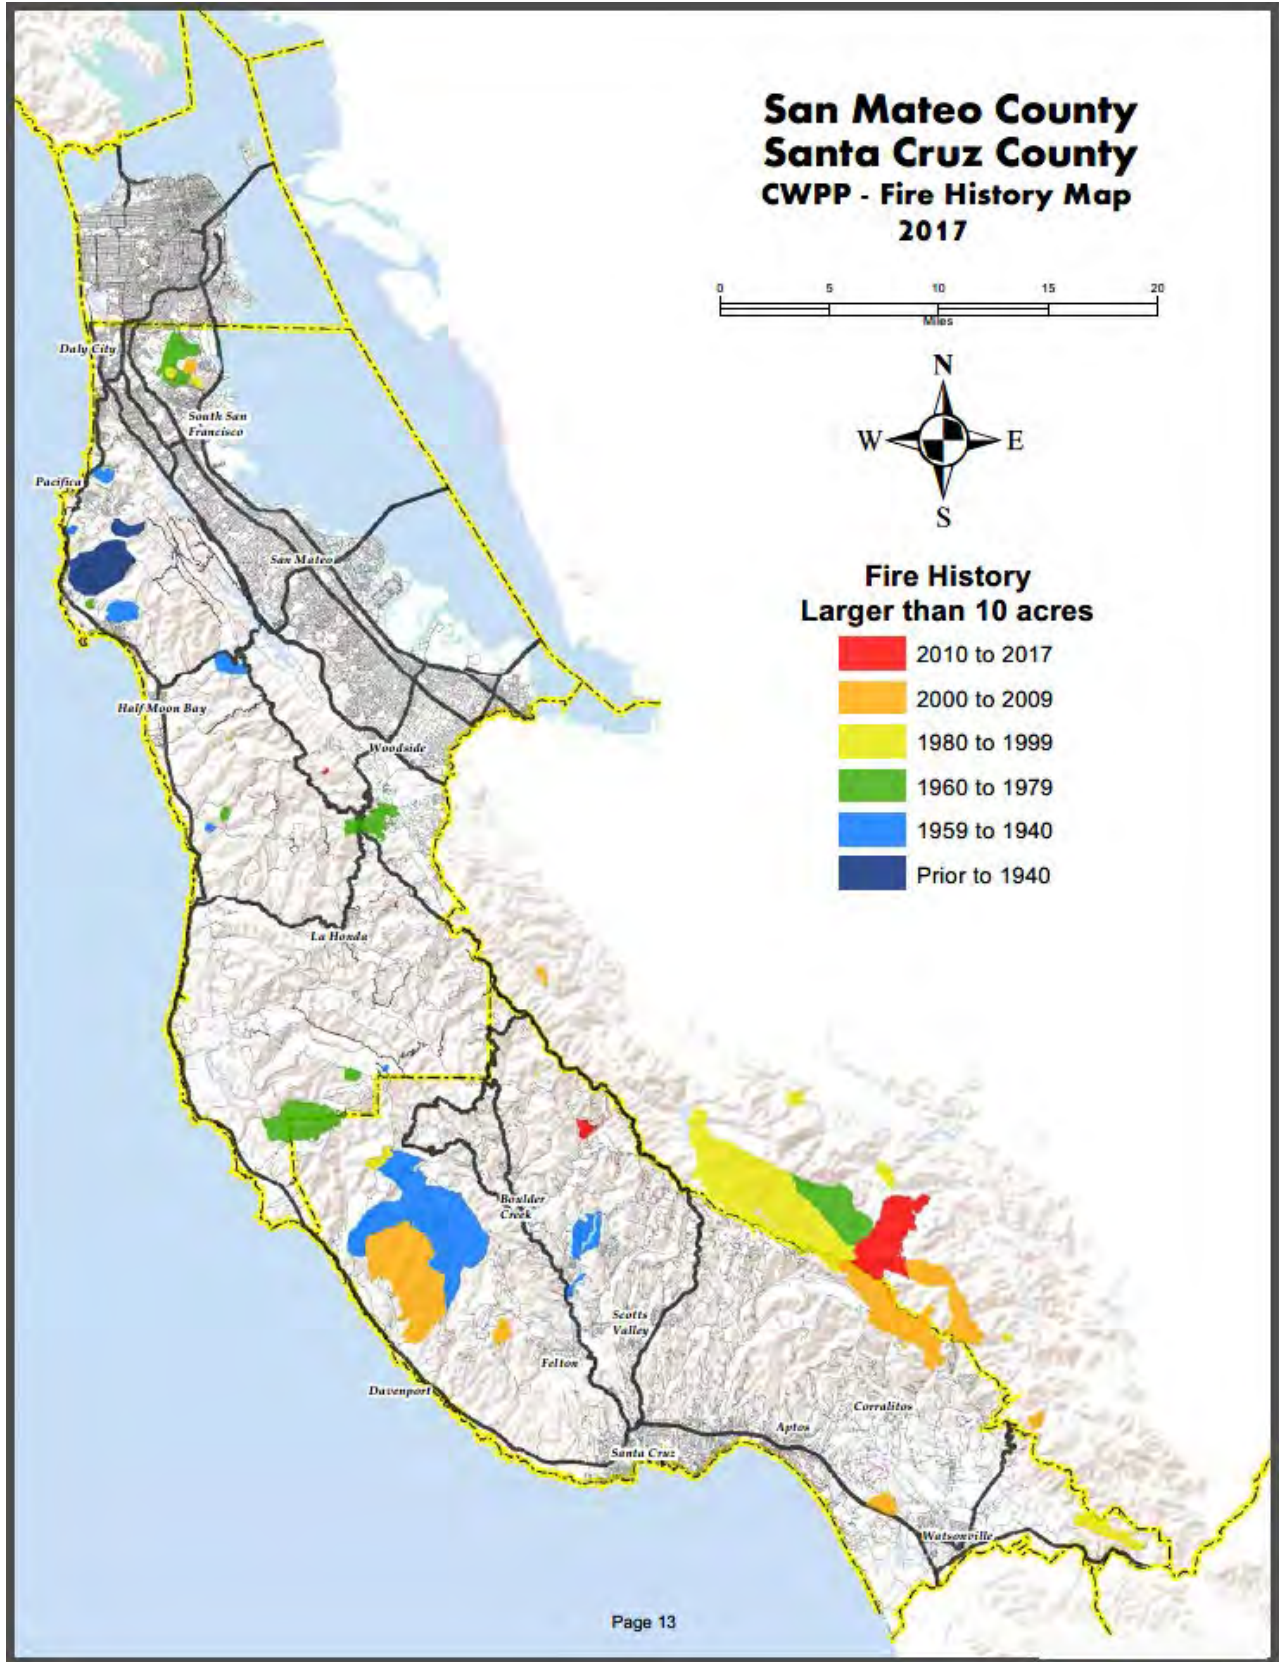 San Mateo County
Santa Cruz County
CWPP - Fire History Map
2017
0 5 10 15 20
Miles
N
W E
S
Fire History
Larger than 10 acres
2010 to 2017
2000 to 2009
1980 to 1999
1960 to 1979
1959 to 1940
Prior to 1940
Daly City
South San
Francisco
Pacifica
San Mateo
Half Moon Bay
Woodside
La Honda
Boulder
Creek
Scotts
Valley
Felton
Davenport
Corralitos
Aptos
Santa Cruz
Watsonville
Page 13